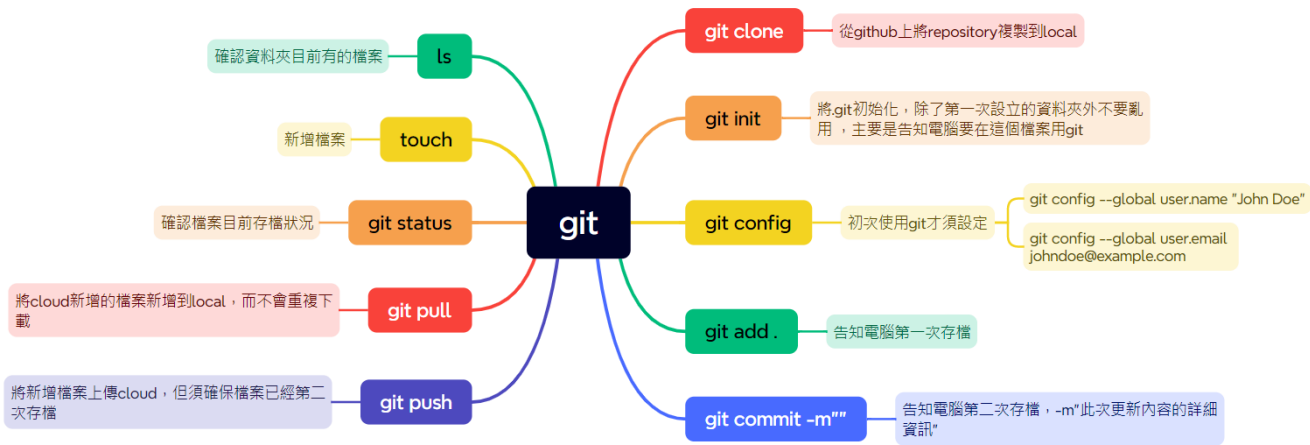 git
git clone
從github上將repository複製到local
git init
將.git初始化，除了第一次設立的資料夾外不要亂
用 ，主要是告知電腦要在這個檔案用git
git config
初次使用git才須設定
git config --global user.name "John Doe"
git config --global user.email
johndoe@example.com
git add .
告知電腦第一次存檔
git commit -m""
告知電腦第二次存檔，-m"此次更新內容的詳細
資訊"
ls
確認資料夾目前有的檔案
touch
新增檔案
git status
確認檔案目前存檔狀況
git pull
將cloud新增的檔案新增到local，而不會重複下
載
git push
將新增檔案上傳cloud，但須確保檔案已經第二
次存檔